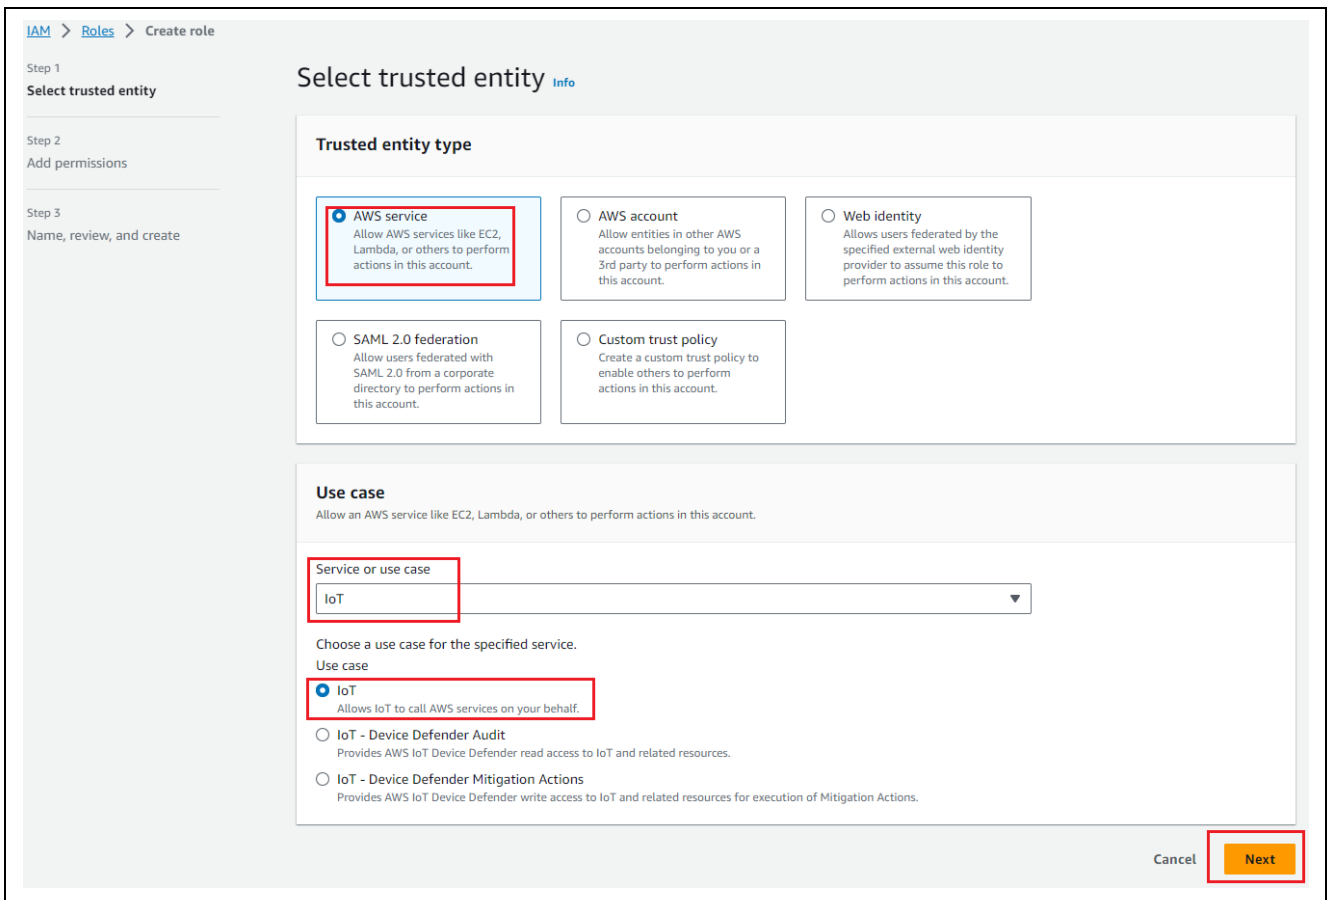 IAM > Roles > Create role
Step 1
Select trusted entity
Step 2
Add permissions
Step 3
Name, review, and create
Select trusted entity Info
Trusted entity type
AWS service
Allow AWS services like EC2,
Lambda, or others to perform
actions in this account.
AWS account
Allow entities in other AWS
accounts belonging to you or a
3rd party to perform actions in
this account.
Web identity
Allows users federated by the
specified external web identity
provider to assume this role to
perform actions in this account.
SAML 2.0 federation
Allow users federated with
SAML 2.0 from a corporate
directory to perform actions in
this account.
Custom trust policy
Create a custom trust policy to
enable others to perform
actions in this account.
Use case
Allow an AWS service like EC2, Lambda, or others to perform actions in this account.
Service or use case
IoT
Choose a use case for the specified service.
Use case
IoT
Allows IoT to call AWS services on your behalf.
IoT - Device Defender Audit
Provides AWS IoT Device Defender read access to IoT and related resources.
IoT - Device Defender Mitigation Actions
Provides AWS IoT Device Defender write access to IoT and related resources for execution of Mitigation Actions.
Cancel Next